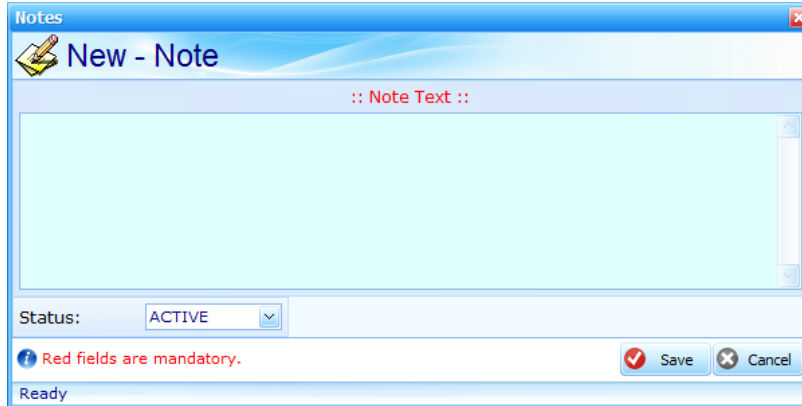 Notes
New - Note
:: Note Text ::
Status: ACTIVE
Red fields are mandatory. Save Cancel
Ready